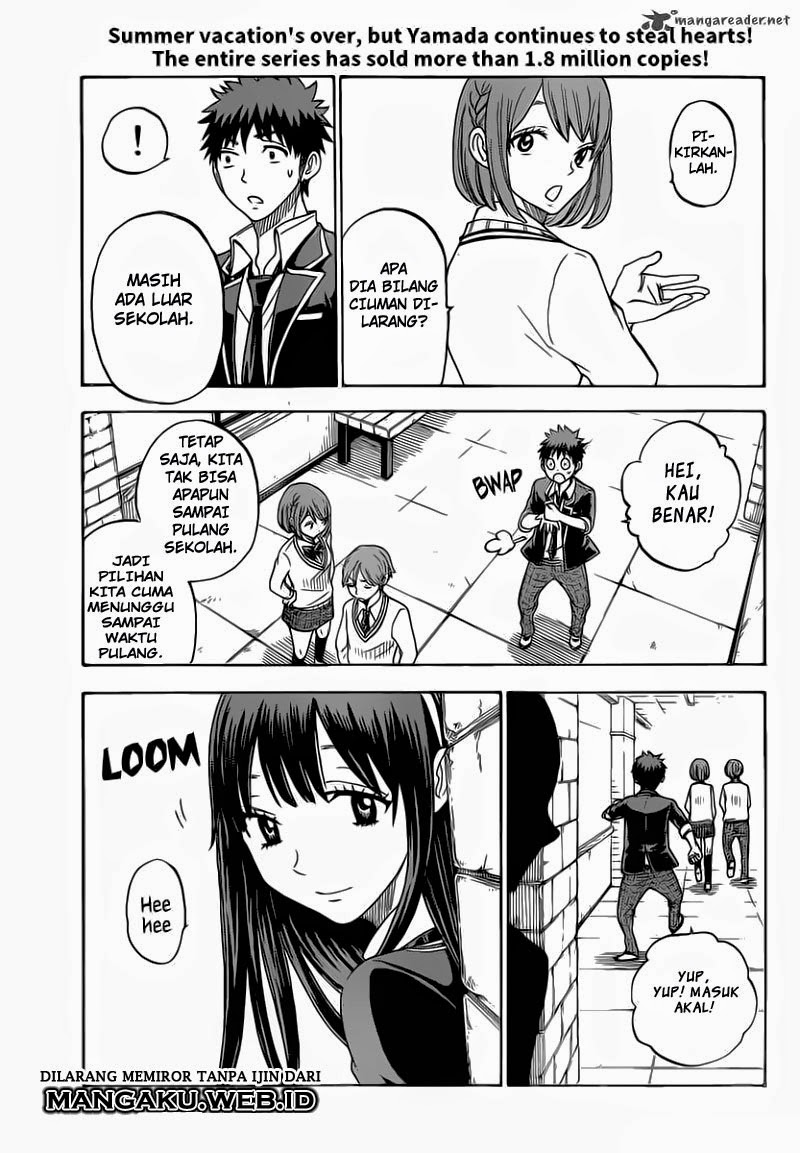 mangareader.net
Summer vacation's over, but Yamada continues to steal hearts!
The entire series has sold more than 1.8 million copies!
PI-
KIRKAN-
LAH.
APA
DIA BILANG
CIUMAN DI-
LARANG?
!
MASIH
ADA LUAR
SEKOLAH.
HEI,
KAU
BENAR!
BWAP
TETAP
SAJA, KITA
TAK BISA
APAPUN
SAMPAI
PULANG
SEKOLAH.
JADI
PILIHAN
KITA CUMA
MENUNGGU
SAMPAI
WAKTU
PULANG.
YUP,
YUP! MASUK
AKAL!
LOOM
Hee
hee
DILARANG MEMIROR TANPA IJIN DARI
MANGAKU.WEB.ID